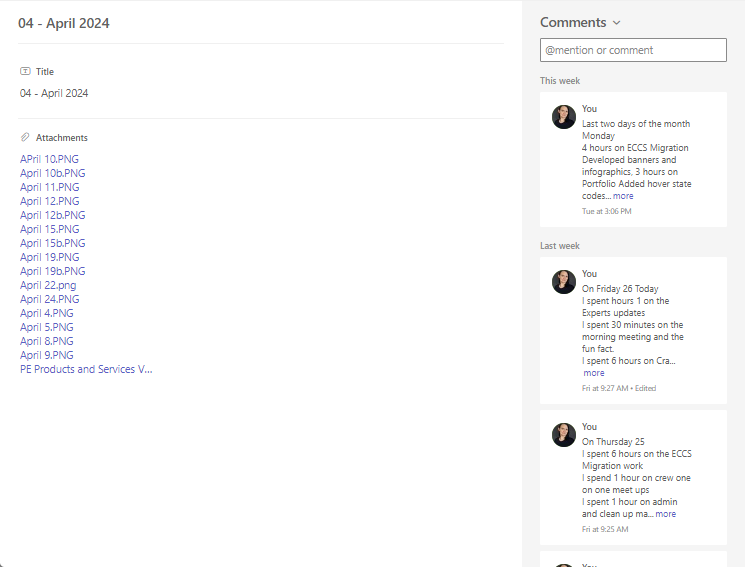 04 - April 2024
Title
04 - April 2024
Attachments
APril 10.PNG
April 10b.PNG
April 11.PNG
April 12.PNG
April 12b.PNG
April 15.PNG
April 15b.PNG
April 19.PNG
April 19b.PNG
April 22.png
April 24.PNG
April 4.PNG
April 5.PNG
April 8.PNG
April 9.PNG
PE Products and Services V...
Comments
@mention or comment
This week
You
Last two days of the month
Monday
4 hours on ECCS Migration
Developed banners and
infographics, 3 hours on
Portfolio Added hover state
codes... more
Tue at 3:06 PM
Last week
You
On Friday 26 Today
I spent hours 1 on the
Experts updates
I spent 30 minutes on the
morning meeting and the
fun fact.
I spent 6 hours on Cra...
more
Fri at 9:27 AM • Edited
You
On Thursday 25
I spent 6 hours on the ECCS
Migration work
I spend 1 hour on crew one
on one meet ups
I spent 1 hour on admin
and clean up ma... more
Fri at 9:25 AM
You